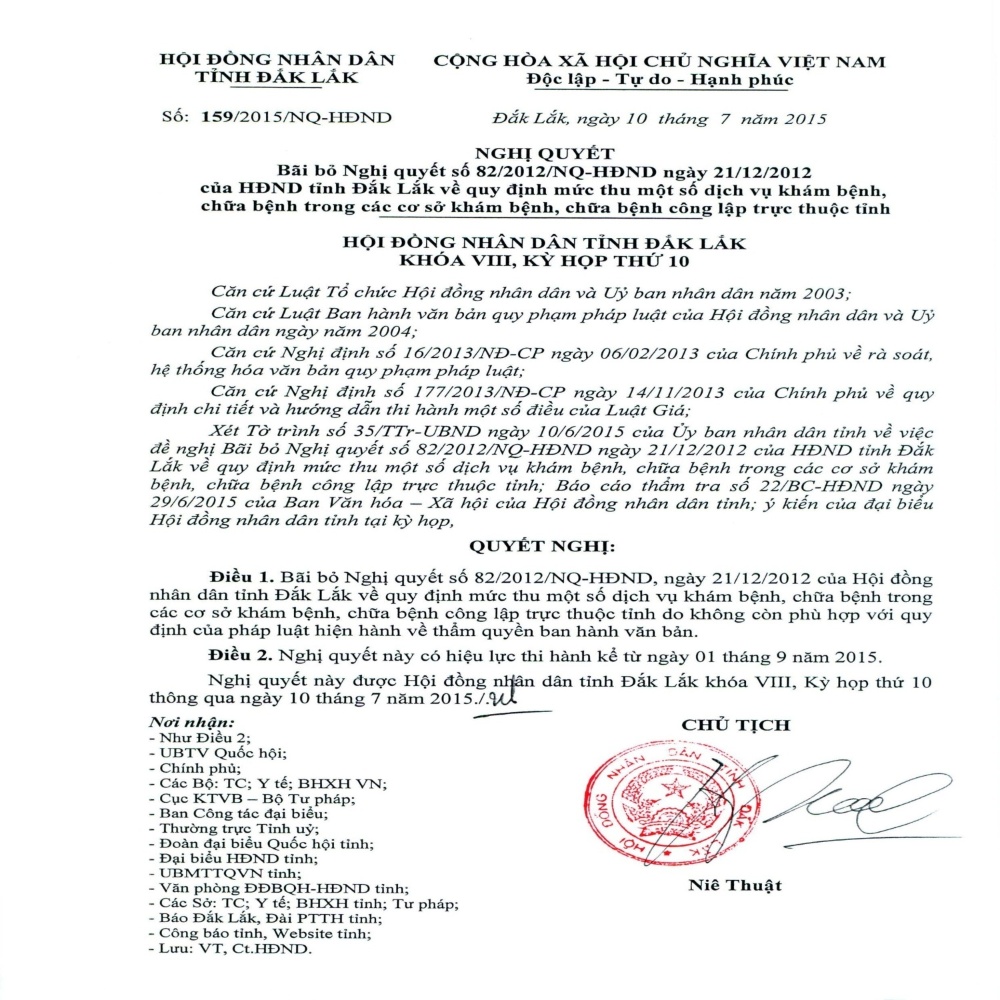 HỘI ĐỒNG NHÂN DÂN
TỈNH ĐẮK LẮK
CỘNG HÒA XÃ HỘI CHỦ NGHĨA VIỆT NAM
Độc lập - Tự do - Hạnh phúc
Số: 159/2015/NQ-HĐND
Đắk Lắk, ngày 10 tháng 7 năm 2015
NGHỊ QUYẾT
Bãi bỏ Nghị quyết số 82/2012/NQ-HĐND ngày 21/12/2012
của HĐND tỉnh Đắk Lắk về quy định mức thu một số dịch vụ khám bệnh,
chữa bệnh trong các cơ sở khám bệnh, chữa bệnh công lập trực thuộc tỉnh
HỘI ĐỒNG NHÂN DÂN TỈNH ĐẮK LẮK
KHÓA VIII, KỲ HỌP THỨ 10
Căn cứ Luật Tổ chức Hội đồng nhân dân và Uỷ ban nhân dân năm 2003;
Căn cứ Luật Ban hành văn bản quy phạm pháp luật của Hội đồng nhân dân và Uỷ
ban nhân dân ngày năm 2004;
Căn cứ Nghị định số 16/2013/NĐ-CP ngày 06/02/2013 của Chính phủ về rà soát,
hệ thống hóa văn bản quy phạm pháp luật;
Căn cứ Nghị định số 177/2013/NĐ-CP ngày 14/11/2013 của Chính phủ về quy
định chi tiết và hướng dẫn thi hành một số điều của Luật Giá;
Xét Tờ trình số 35/TTr-UBND ngày 10/6/2015 của Ủy ban nhân dân tỉnh về việc
đề nghị Bãi bỏ Nghị quyết số 82/2012/NQ-HĐND ngày 21/12/2012 của HĐND tỉnh Đắk
Lắk về quy định mức thu một số dịch vụ khám bệnh, chữa bệnh trong các cơ sở khám
bệnh, chữa bệnh công lập trực thuộc tỉnh; Báo cáo thẩm tra số 22/BC-HĐND ngày
29/6/2015 của Ban Văn hóa – Xã hội của Hội đồng nhân dân tỉnh; ý kiến của đại biểu
Hội đồng nhân dân tỉnh tại kỳ họp,
QUYẾT NGHỊ:
Điều 1. Bãi bỏ Nghị quyết số 82/2012/NQ-HĐND, ngày 21/12/2012 của Hội đồng
nhân dân tỉnh Đắk Lắk về quy định mức thu một số dịch vụ khám bệnh, chữa bệnh trong
các cơ sở khám bệnh, chữa bệnh công lập trực thuộc tỉnh do không còn phù hợp với quy
định của pháp luật hiện hành về thẩm quyền ban hành văn bản.
Điều 2. Nghị quyết này có hiệu lực thi hành kể từ ngày 01 tháng 9 năm 2015.
Nghị quyết này được Hội đồng nhân dân tỉnh Đắk Lắk khóa VIII, Kỳ họp thứ 10
thông qua ngày 10 tháng 7 năm 2015./.
Nơi nhận:
- Như Điều 2;
- UBTV Quốc hội;
- Chính phủ;
- Các Bộ: TC; Y tế; BHXH VN;
- Cục KTVB – Bộ Tư pháp;
- Ban Công tác đại biểu;
- Thường trực Tỉnh uỷ;
- Đoàn đại biểu Quốc hội tỉnh;
- Đại biểu HĐND tỉnh;
- UBMTTQVN tỉnh;
- Văn phòng ĐĐBQH-HĐND tỉnh;
- Các Sở: TC; Y tế; BHXH tỉnh; Tư pháp;
- Báo Đắk Lắk, Đài PTTH tỉnh;
- Công báo tỉnh, Website tỉnh;
- Lưu: VT, Ct.HĐND.
CHỦ TỊCH
HỘI ĐỒNG NHÂN DÂN TỈNH ĐẮK LẮK
Niê Thuật